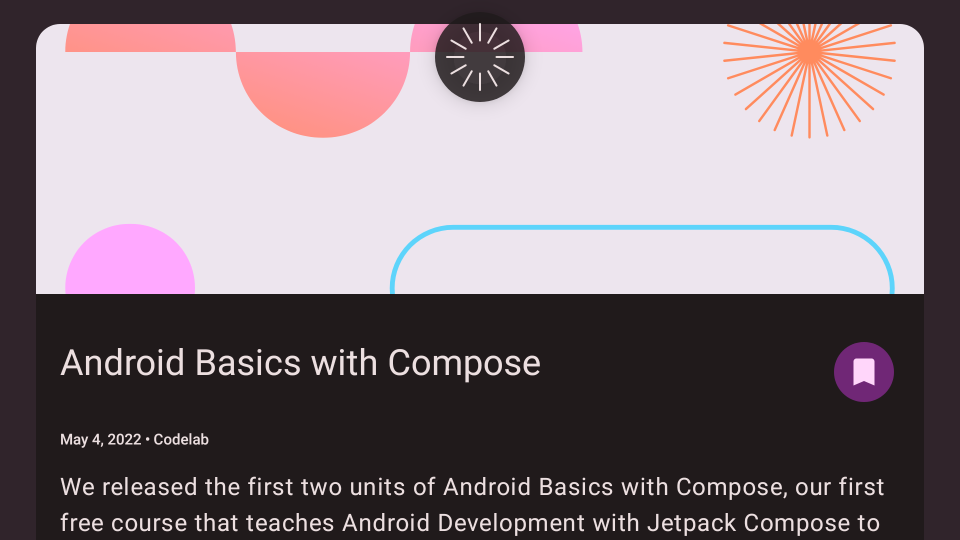 Android Basics with Compose
May 4, 2022 • Codelab
We released the first two units of Android Basics with Compose, our first
free course that teaches Android Development with Jetpack Compose to